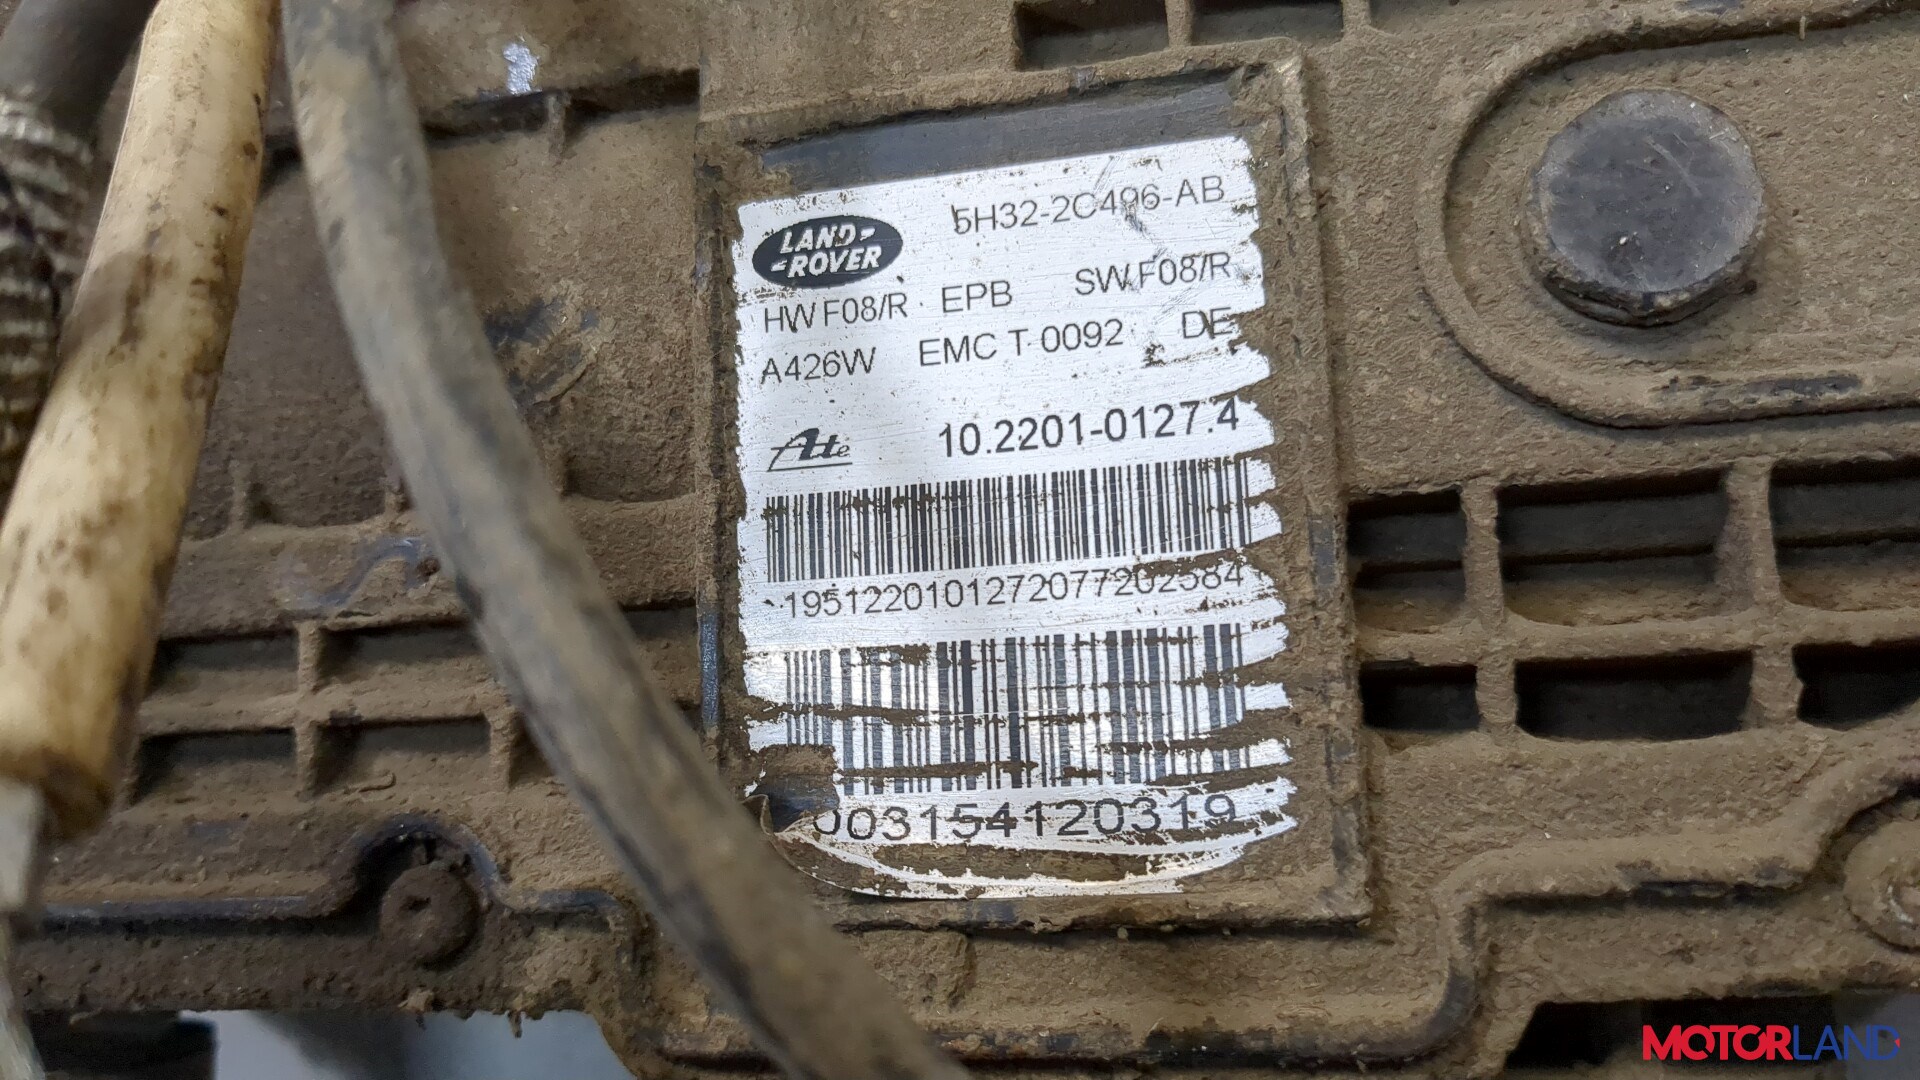 LAND-
-ROVER
5H32-2C496-AB
HW F08/R EPB SW F08/R
A426W EMC T 0092 DE
Ate 10.2201-0127.4
1951220101272077202584
003154120319
MOTORLAND